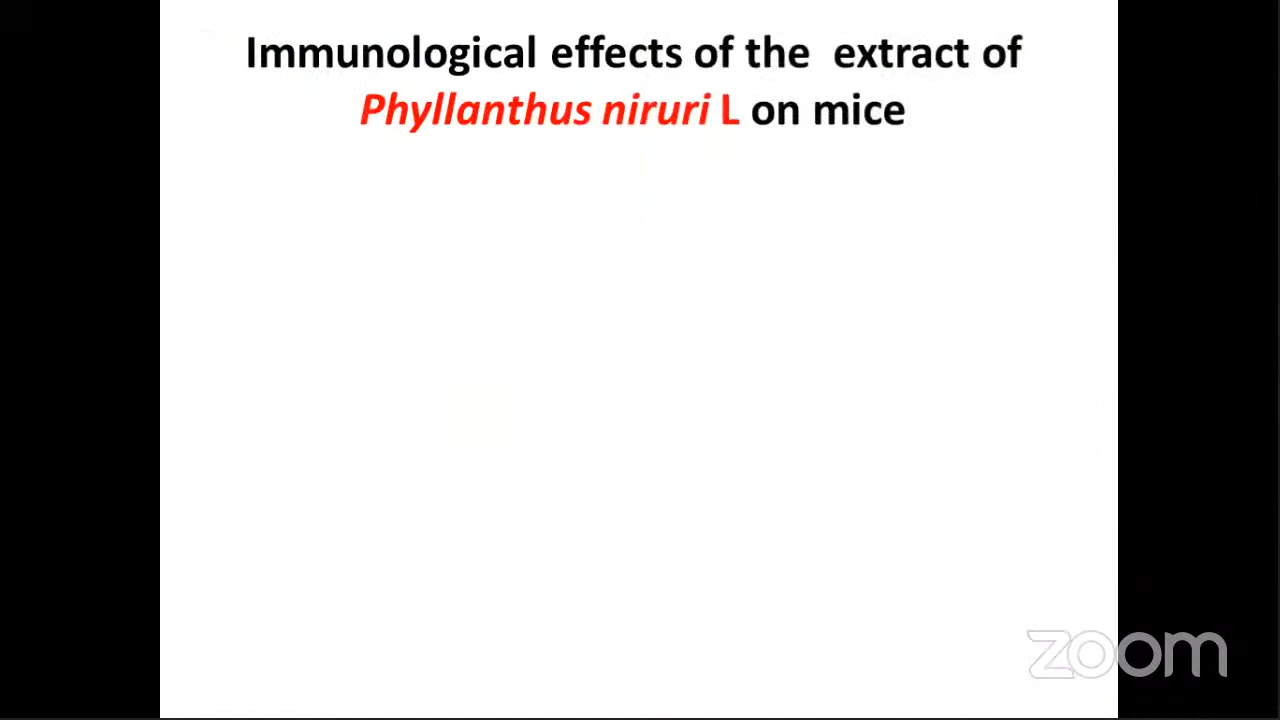 Immunological effects of the  extract of
Phyllanthus niruri L on mice
zoom